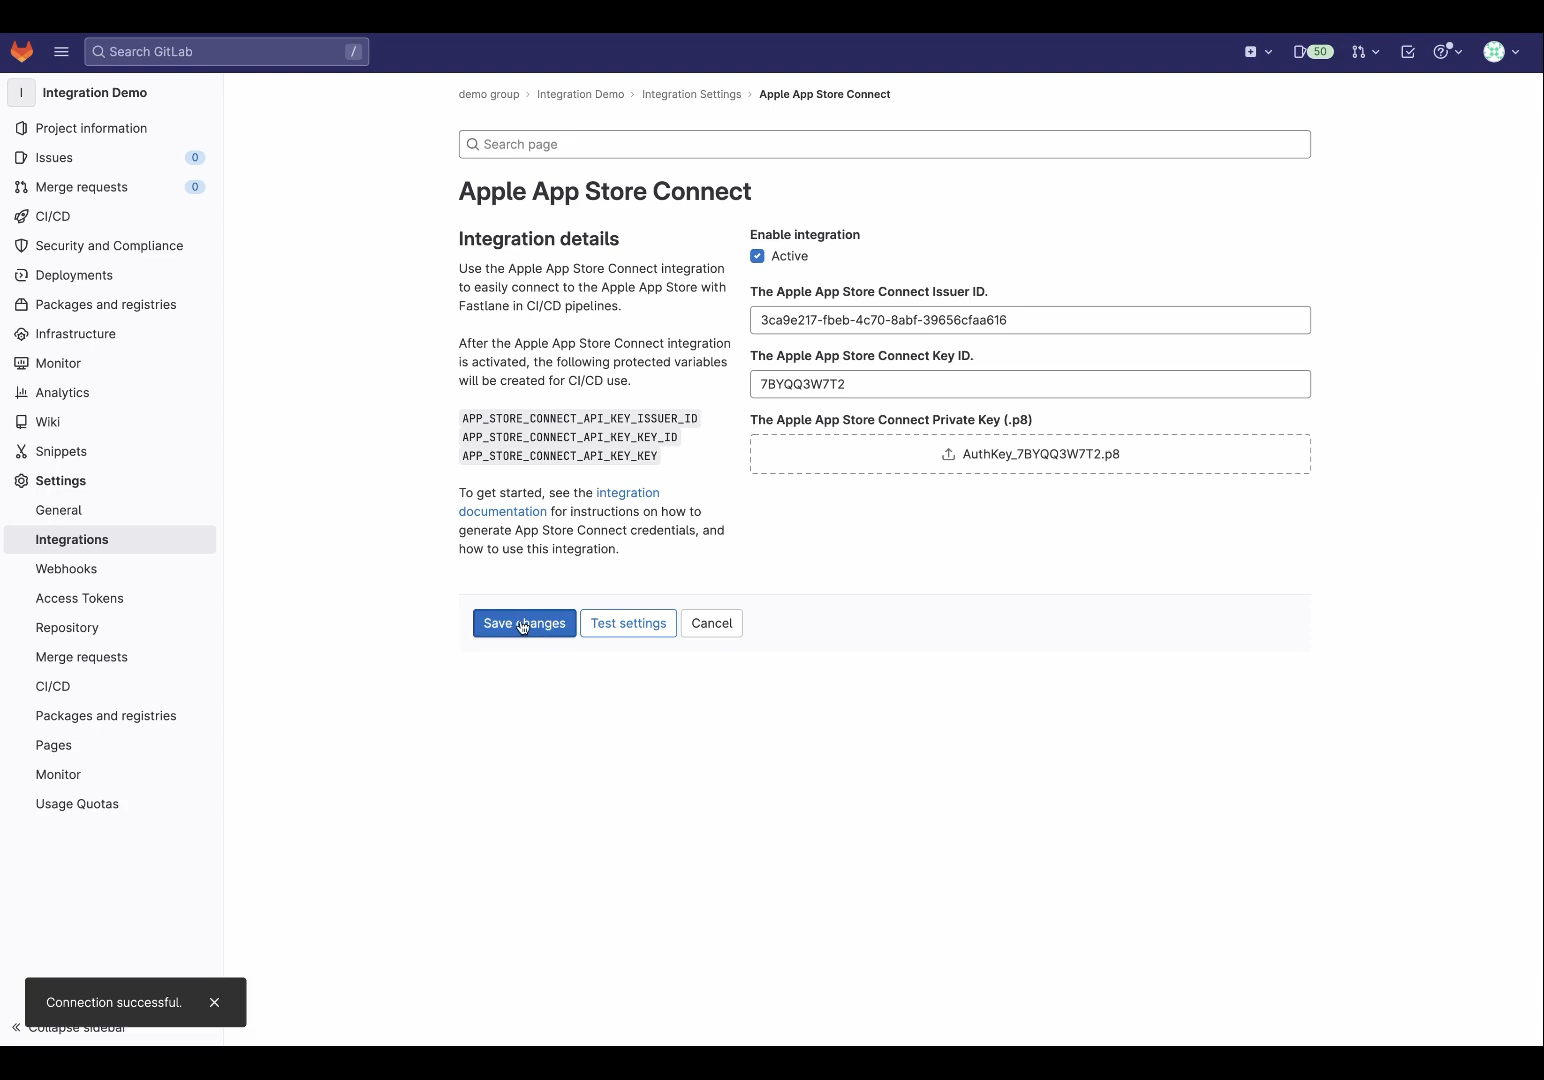 Search GitLab /
50
I Integration Demo
Project information
Issues 0
Merge requests 0
CI/CD
Security and Compliance
Deployments
Packages and registries
Infrastructure
Monitor
Analytics
Wiki
Snippets
Settings
General
Integrations
Webhooks
Access Tokens
Repository
Merge requests
CI/CD
Packages and registries
Pages
Monitor
Usage Quotas
Connection successful.
Collapse sidebar
demo group > Integration Demo > Integration Settings > Apple App Store Connect
Search page
Apple App Store Connect
Integration details
Use the Apple App Store Connect integration
to easily connect to the Apple App Store with
Fastlane in CI/CD pipelines.
After the Apple App Store Connect integration
is activated, the following protected variables
will be created for CI/CD use.
APP_STORE_CONNECT_API_KEY_ISSUER_ID
APP_STORE_CONNECT_API_KEY_KEY_ID
APP_STORE_CONNECT_API_KEY_KEY
To get started, see the integration
documentation for instructions on how to
generate App Store Connect credentials, and
how to use this integration.
Enable integration
Active
The Apple App Store Connect Issuer ID.
3ca9e217-fbeb-4c70-8abf-39656cfaa616
The Apple App Store Connect Key ID.
7BYQQ3W7T2
The Apple App Store Connect Private Key (.p8)
AuthKey_7BYQQ3W7T2.p8
Save changes Test settings Cancel